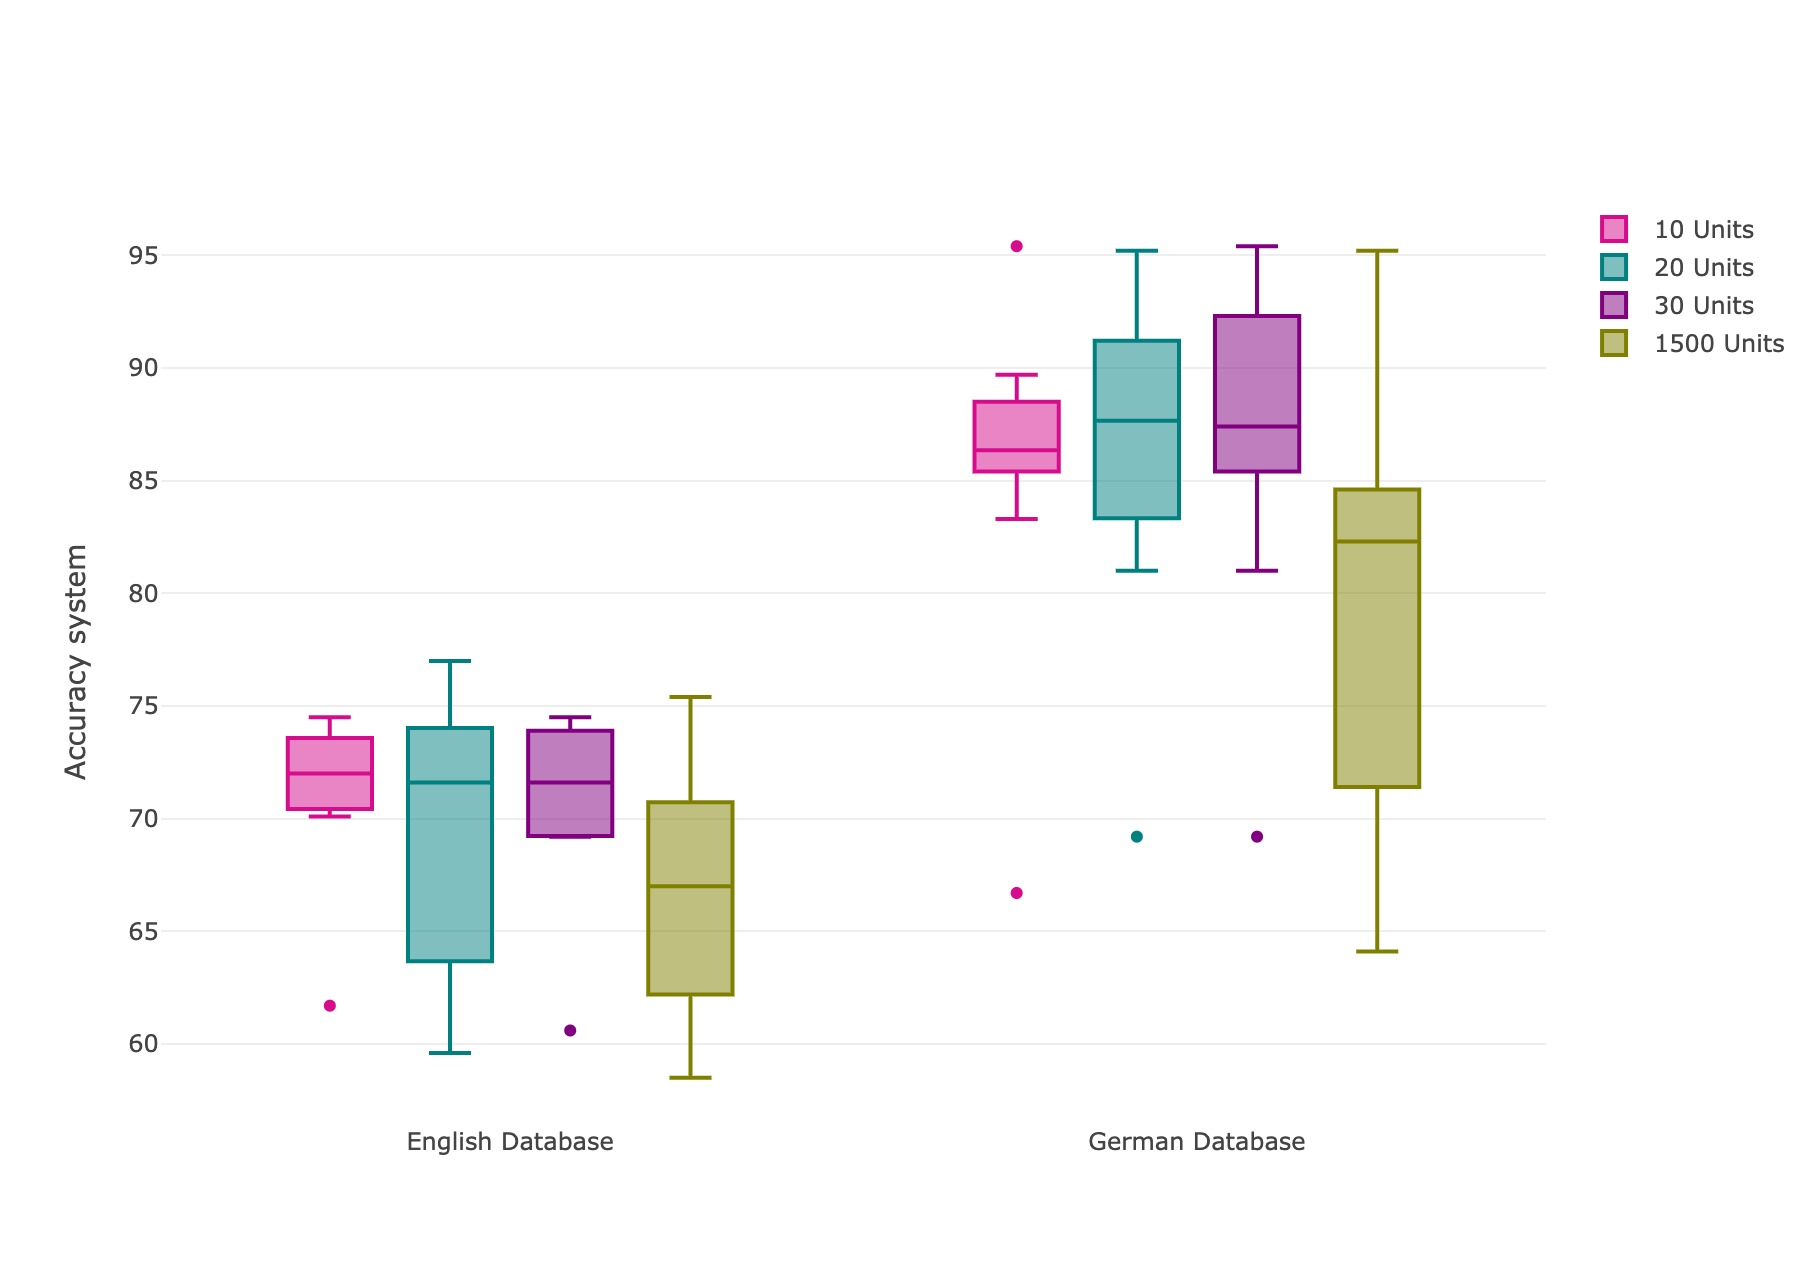 10 Units
20 Units
30 Units
1500 Units
95
90
85
80
75
70
65
60
Accuracy system
English Database
German Database